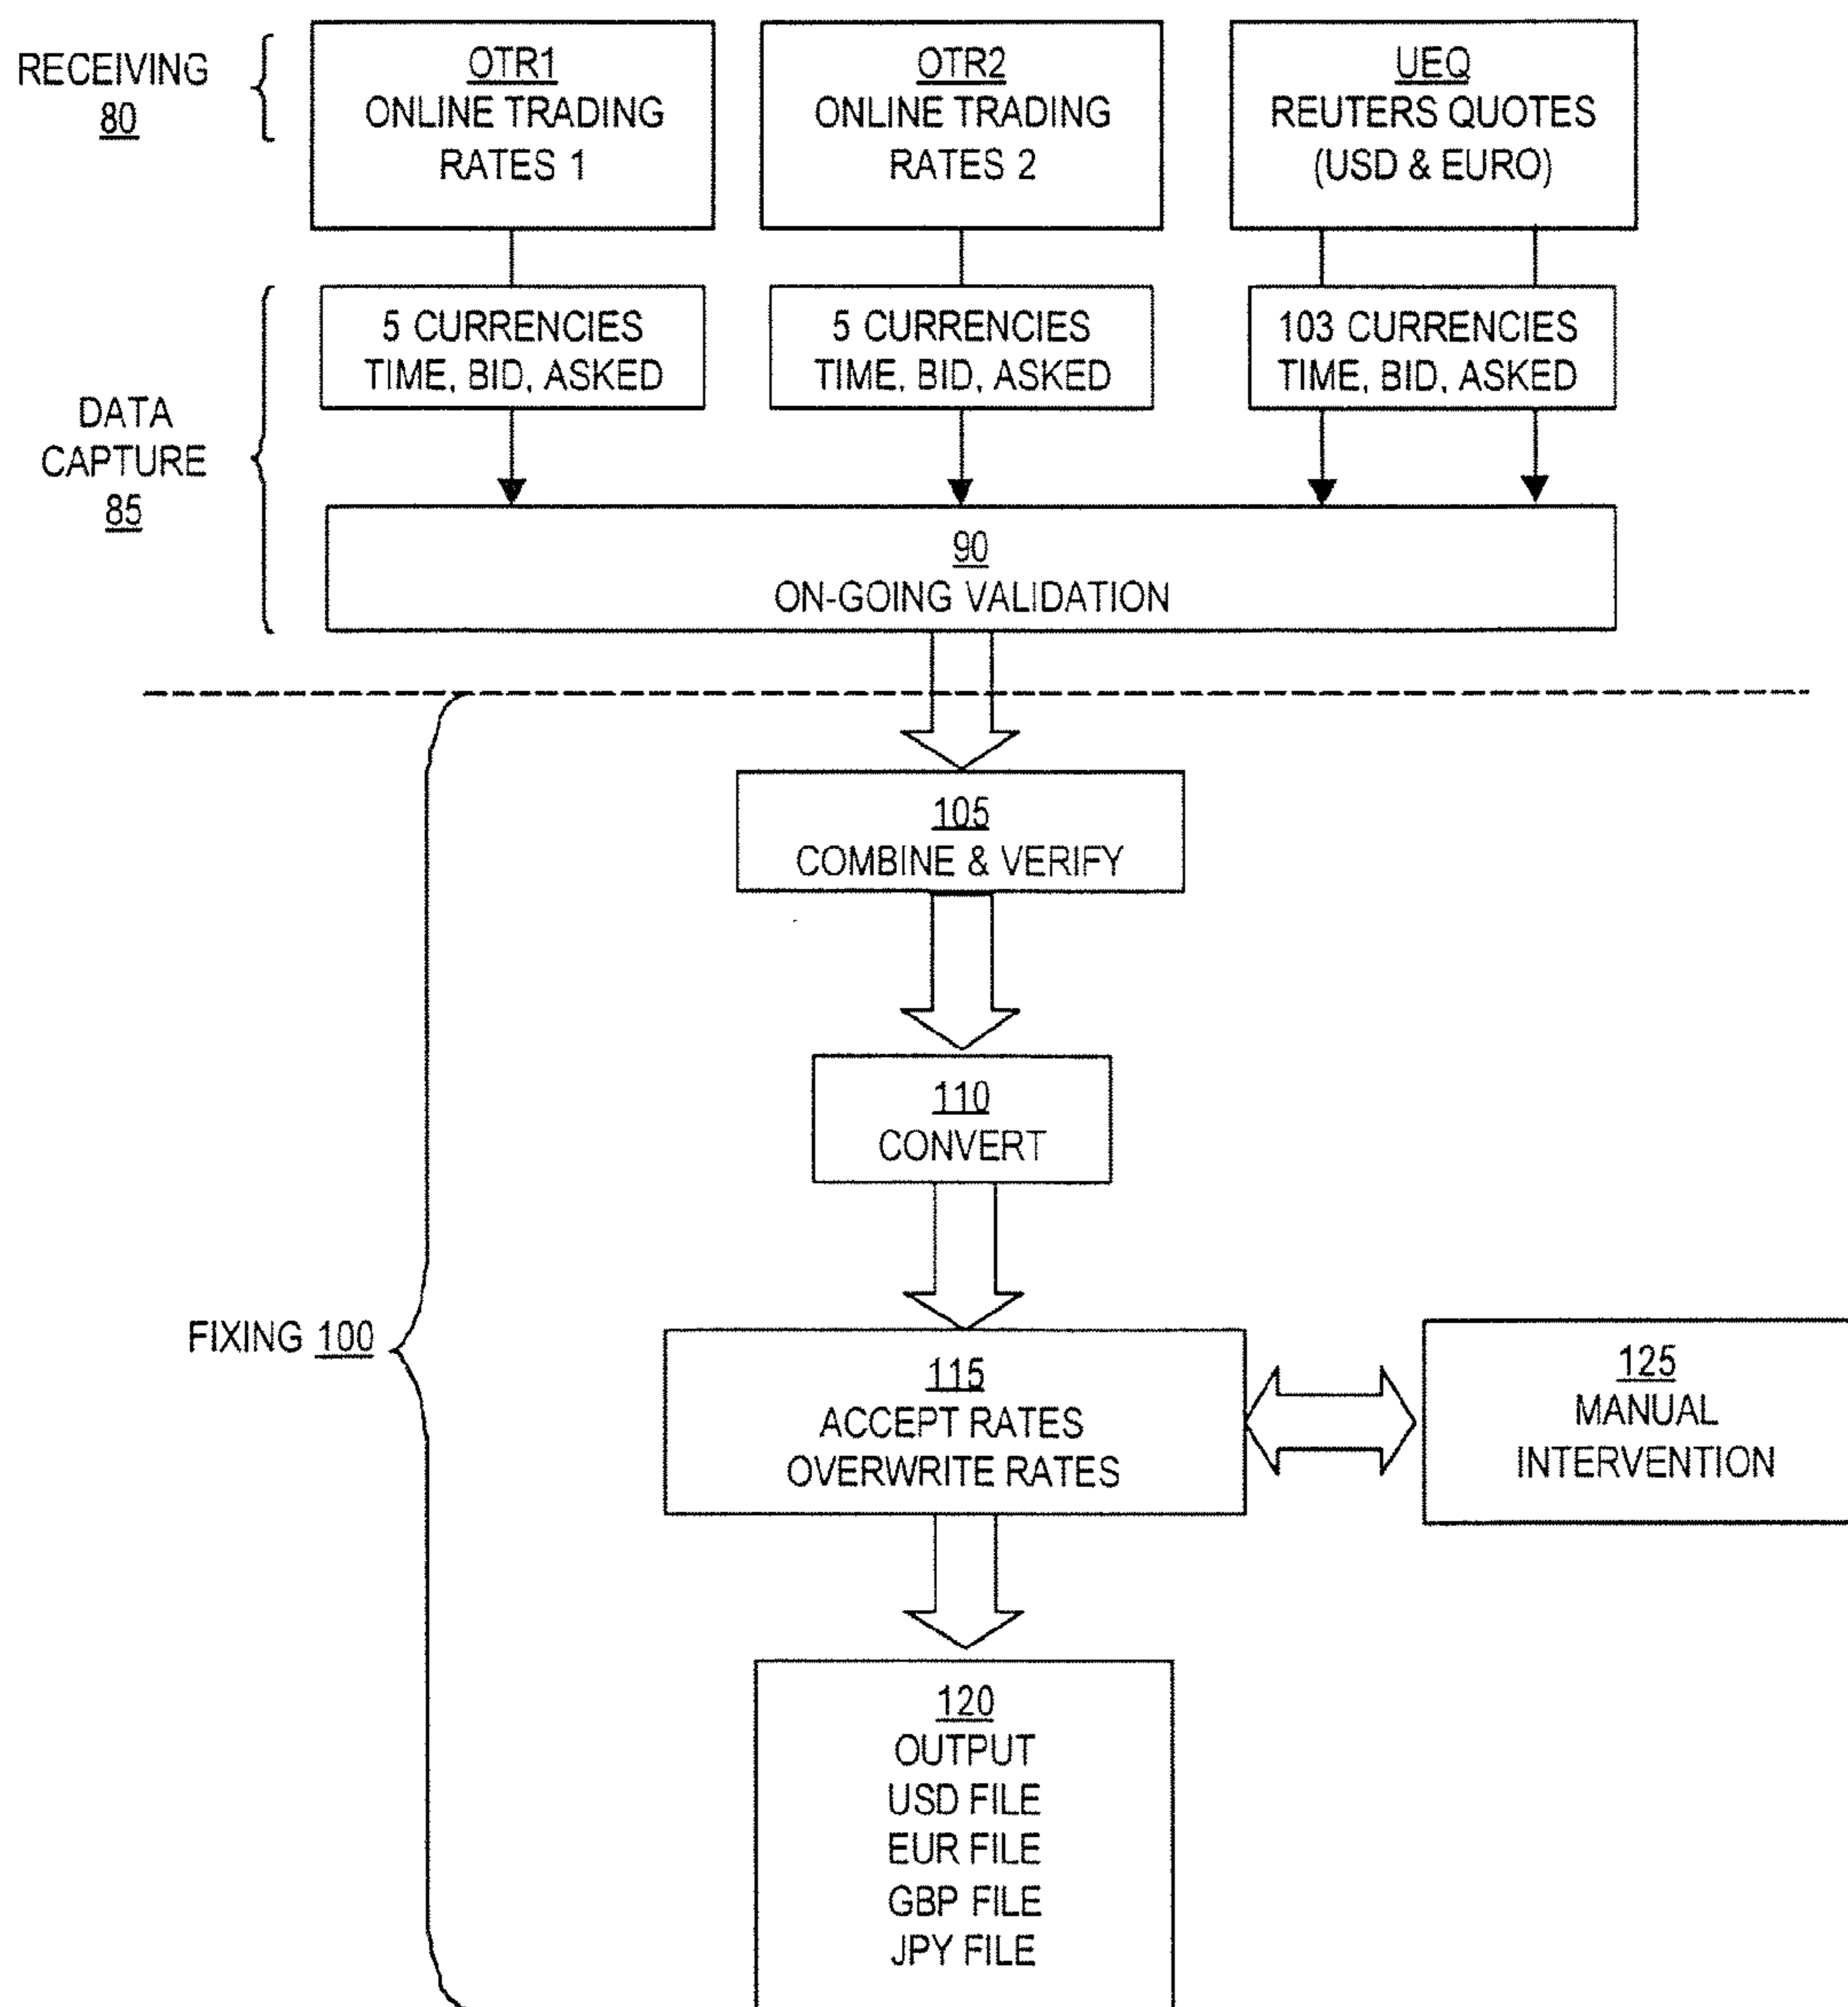 RECEIVING
80
OTR1
ONLINE TRADING
RATES 1
OTR2
ONLINE TRADING
RATES 2
UEQ
REUTERS QUOTES
(USD & EURO)
DATA
CAPTURE
85
5 CURRENCIES
TIME, BID, ASKED
5 CURRENCIES
TIME, BID, ASKED
103 CURRENCIES
TIME, BID, ASKED
90
ON-GOING VALIDATION
FIXING 100
105
COMBINE & VERIFY
110
CONVERT
115
ACCEPT RATES
OVERWRITE RATES
125
MANUAL
INTERVENTION
120
OUTPUT
USD FILE
EUR FILE
GBP FILE
JPY FILE